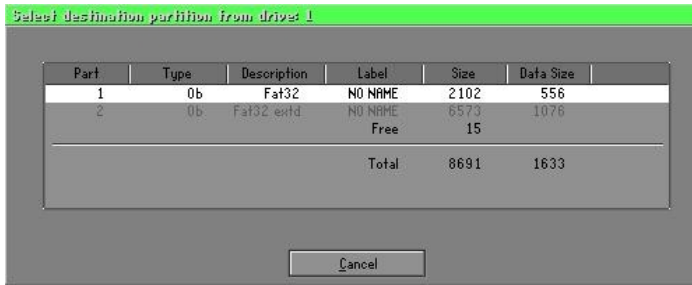 Select destination partition from drive: 1
Part Type Description Label Size Data Size
1 0b Fat32 NO NAME 2102 556
2 0b Fat32 extd NO NAME 6573 1076
Free 15
Total 8691 1633
Cancel